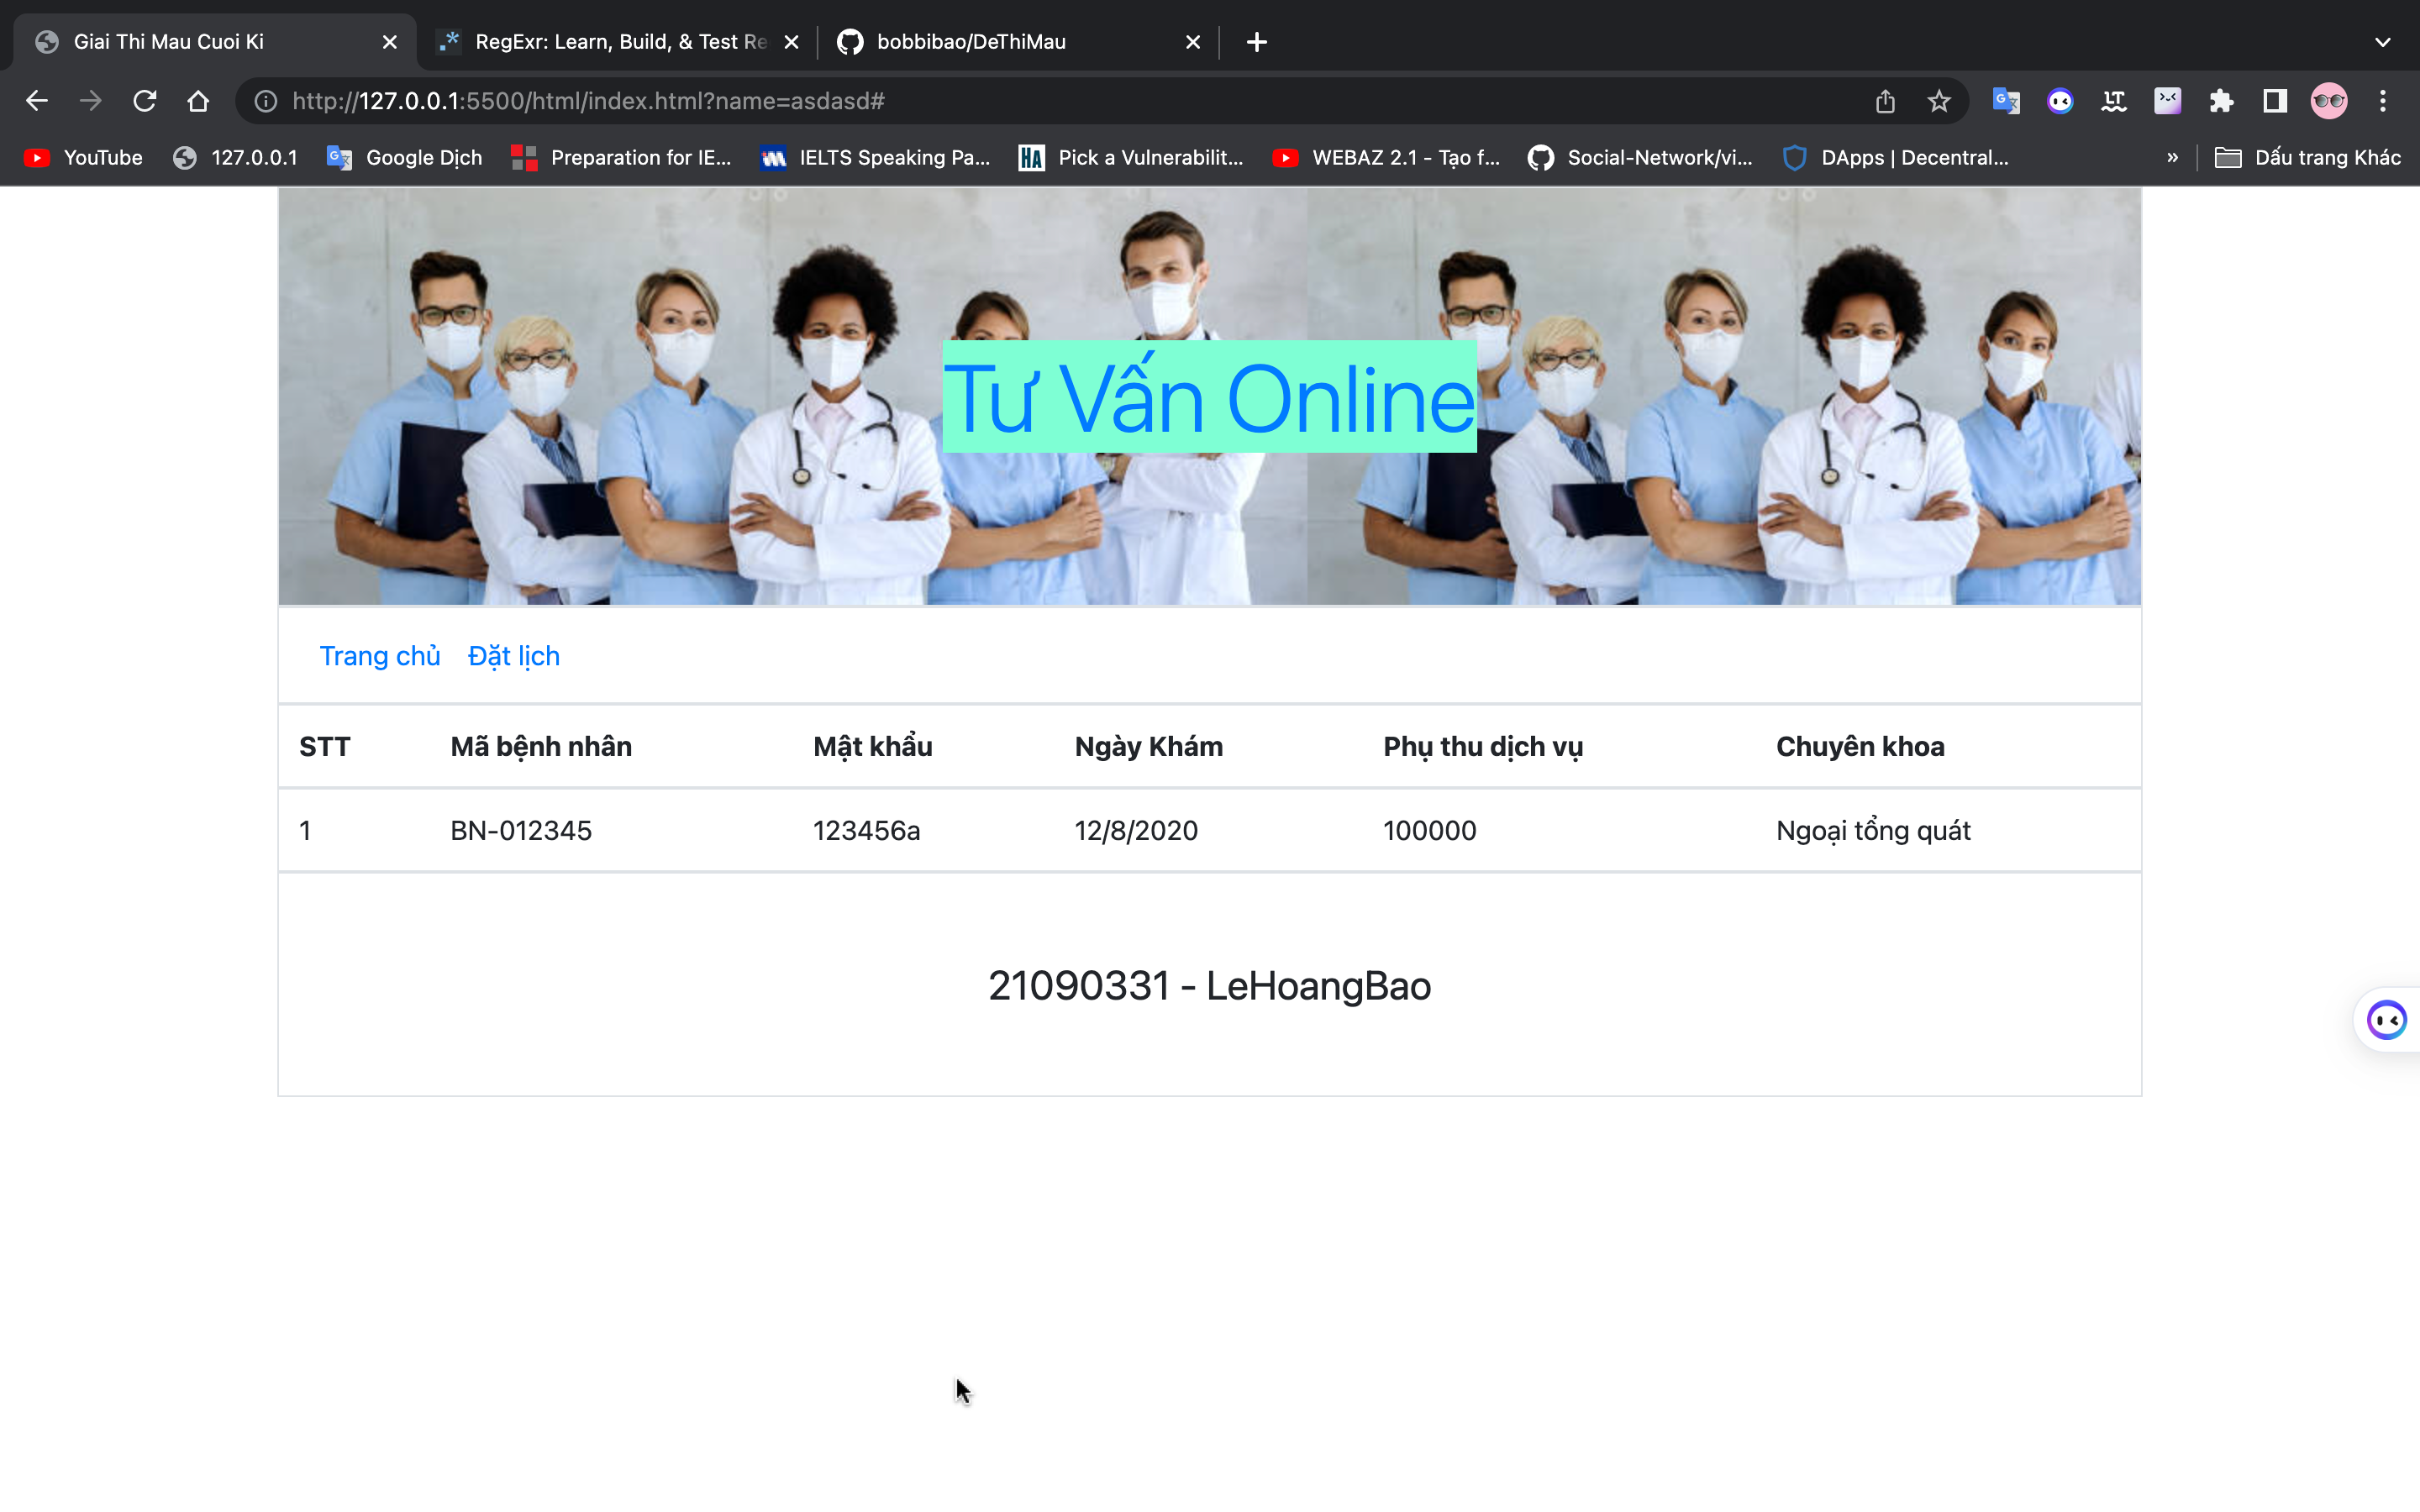 Giai Thi Mau Cuoi Ki
RegExr: Learn, Build, & Test Re
bobbibao/DeThiMau
http://127.0.0.1:5500/html/index.html?name=asdasd#
YouTube
127.0.0.1
Google Dịch
Preparation for IE...
IELTS Speaking Pa...
HA Pick a Vulnerabilit...
WEBAZ 2.1 - Tạo f...
Social-Network/vi...
DApps | Decentral...
»
Dấu trang Khác
Tư Vấn Online
Trang chủ Đặt lịch
STT Mã bệnh nhân Mật khẩu Ngày Khám Phụ thu dịch vụ Chuyên khoa
1 BN-012345 123456a 12/8/2020 100000 Ngoại tổng quát
21090331 - LeHoangBao